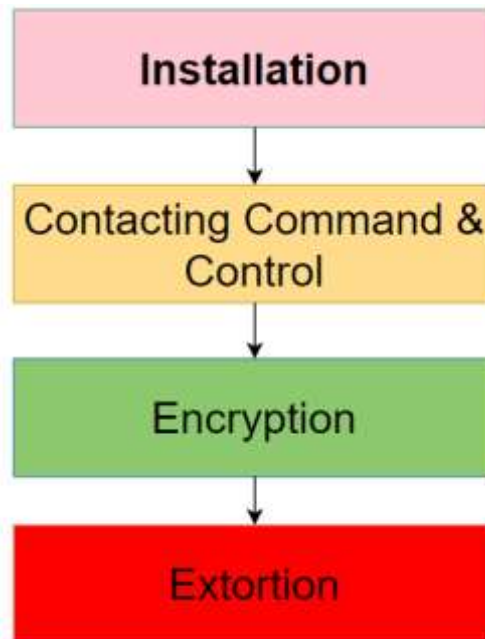 Installation
Contacting Command &
Control
Encryption
Extortion